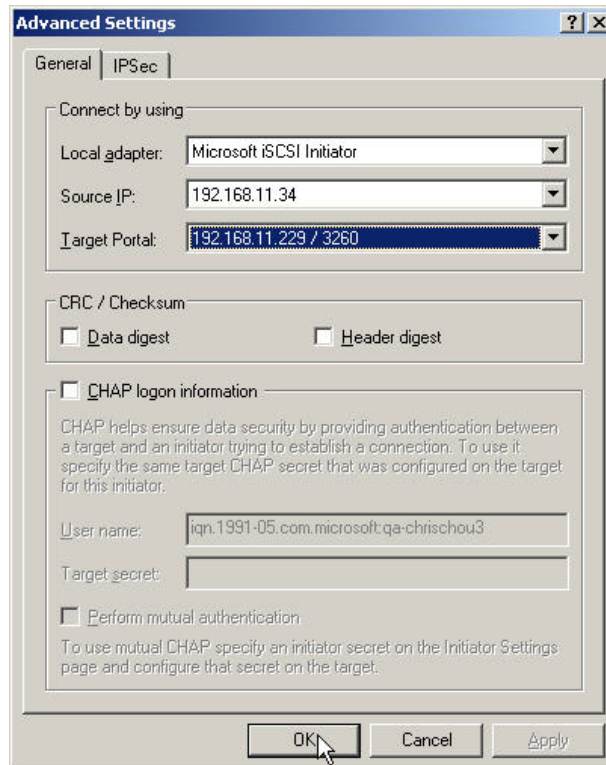 Advanced Settings
General
IPSec
Connect by using
Local adapter: Microsoft iSCSI Initiator
Source IP: 192.168.11.34
Target Portal: 192.168.11.229 / 3260
CRC / Checksum
Data digest
Header digest
CHAP logon information
CHAP helps ensure data security by providing authentication between
a target and an initiator trying to establish a connection. To use it
specify the same target CHAP secret that was configured on the target
for this initiator.
User name: iqn.1991-05.com.microsoft:qa-chrischou3
Target secret:
Perform mutual authentication
To use mutual CHAP specify an initiator secret on the Initiator Settings
page and configure that secret on the target.
OK
Cancel
Apply